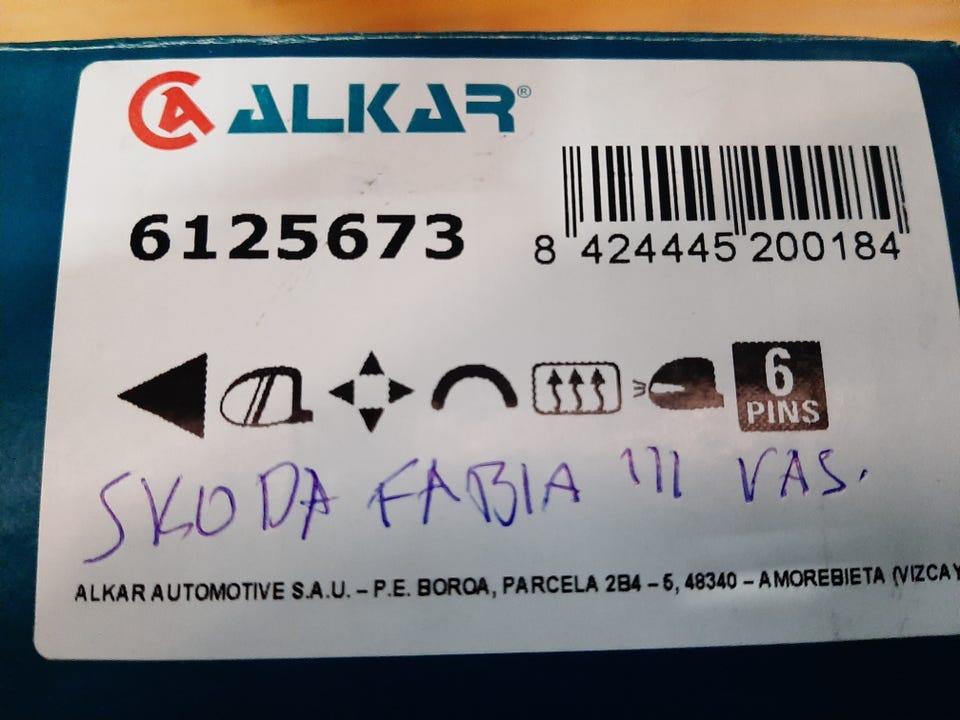 CA ALKAR®
6125673
8 424445 200184
6 PINS
SKODA FABIA III VAS.
ALKAR AUTOMOTIVE S.A.U. – P.E. BOROA, PARCELA 2B4 – 5, 48340 – AMOREBIETA (VIZCAY